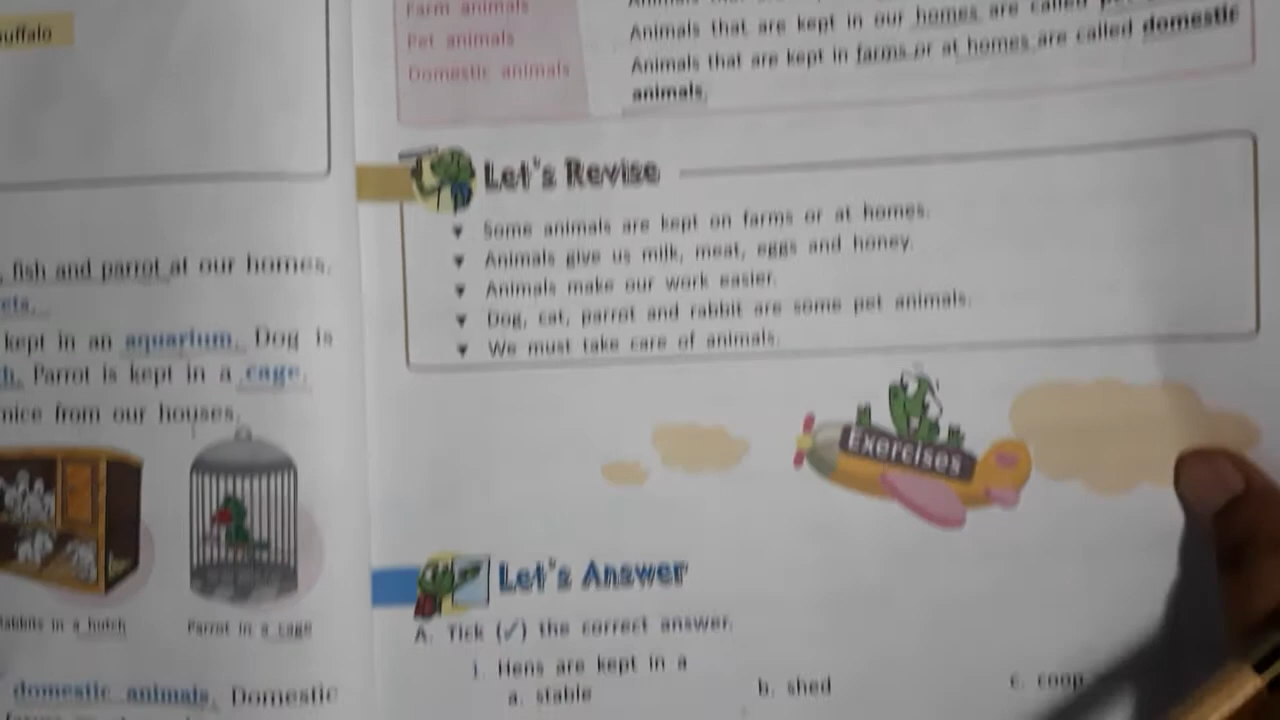 uffalo
, fish and parrot at our homes.
ets.
kept in an aquarium. Dog is
h. Parrot is kept in a cage.
nice from our houses.
abbits in a hutch
Parrot in a cage
domestic animals. Domestic
Farm animals
Pet animals
Domestic animals
Animals that are kept in our homes are called
Animals that are kept in farms or at homes are called domestic
animals.
Let's Revise
▼ Some animals are kept on farms or at homes.
▼ Animals give us milk, meat, eggs and honey.
▼ Animals make our work easier.
▼ Dog, cat, parrot and rabbit are some pet animals.
▼ We must take care of animals.
Exercises
Let's Answer
A. Tick (✓) the correct answer.
1. Hens are kept in a
a. stable b. shed c. coop